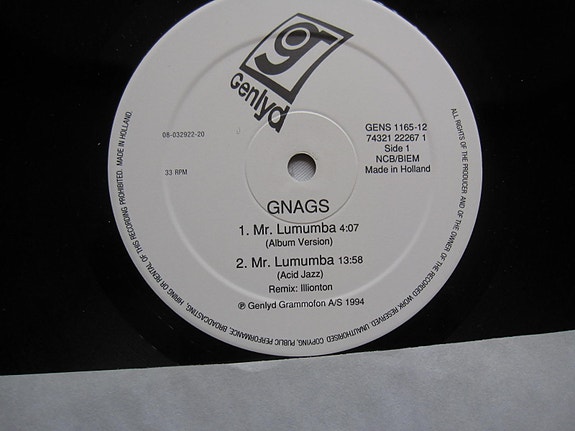 Genlyd
08-032922-20
33 RPM
GENS 1165-12
74321 22267 1
Side 1
NCB/BIEM
Made in Holland
GNAGS
1. Mr. Lumumba 4:07
(Album Version)
2. Mr. Lumumba 13:58
(Acid Jazz)
Remix: Illionton
℗ Genlyd Grammofon A/S 1994
ALL RIGHTS OF THE PRODUCER AND OF THE OWNER OF THE RECORDED WORK RESERVED. UNAUTHORISED COPYING, PUBLIC PERFORMANCE, BROADCASTING, HIRING OR RENTAL OF THIS RECORDING PROHIBITED. MADE IN HOLLAND.